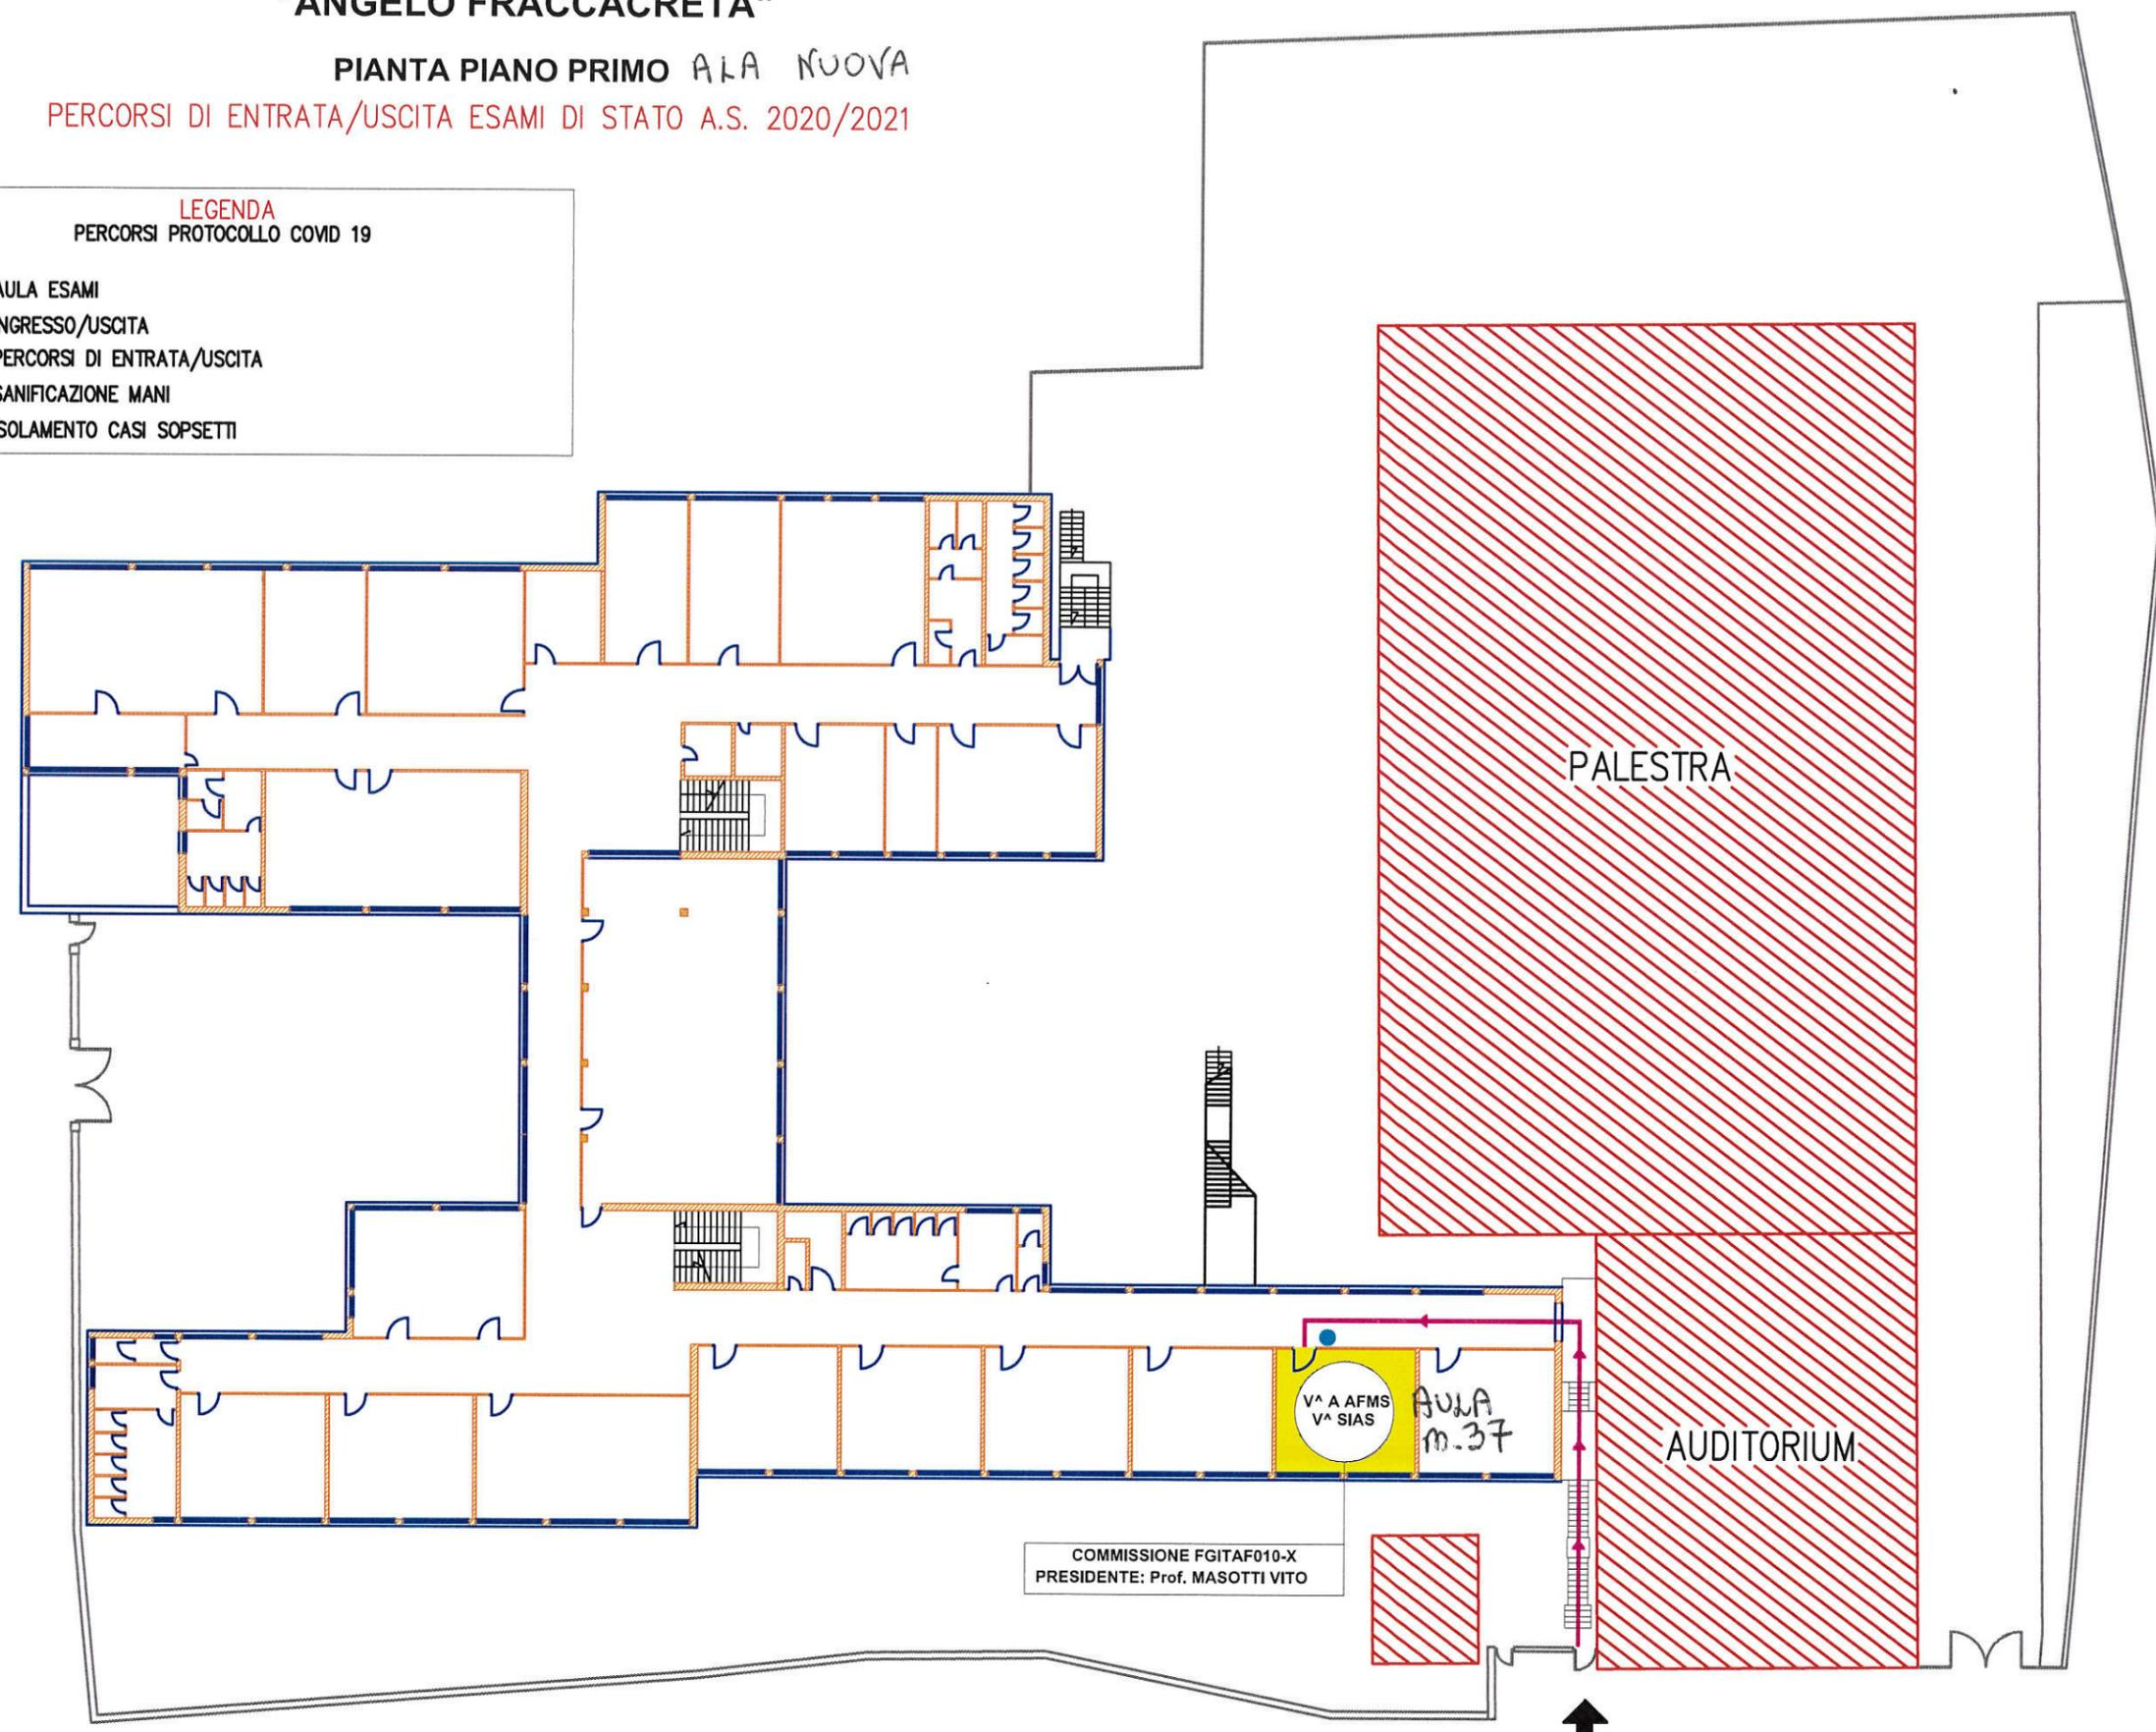 "ANGELO FRACCACRETA"
PIANTA PIANO PRIMO ALA NUOVA
PERCORSI DI ENTRATA/USCITA ESAMI DI STATO A.S. 2020/2021
LEGENDA
PERCORSI PROTOCOLLO COVID 19
AULA ESAMI
NGRESSO/USCITA
PERCORSI DI ENTRATA/USCITA
SANIFICAZIONE MANI
SOLAMENTO CASI SOPSETTI
PALESTRA
V^ A AFMS
V^ SIAS
AULA
n.37
AUDITORIUM
COMMISSIONE FGITAF010-X
PRESIDENTE: Prof. MASOTTI VITO